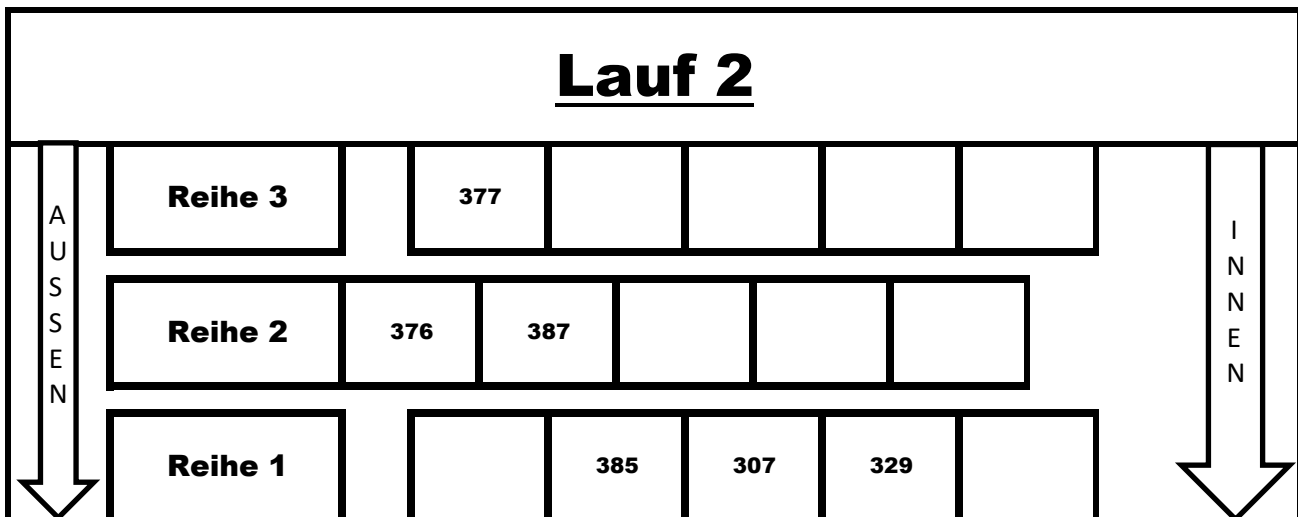 Lauf 2
AUSSEN
Reihe 3 377
Reihe 2 376 387
Reihe 1 385 307 329
INNEN